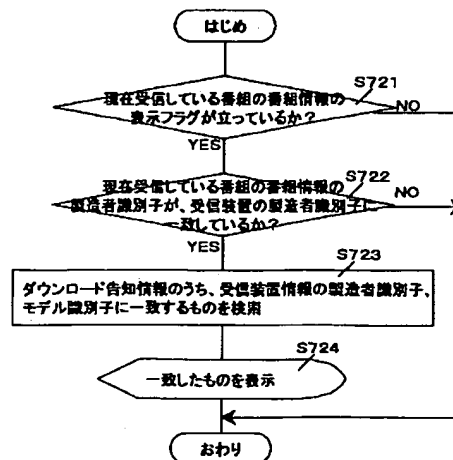 はじめ
S721
現在受信している番組の番組情報の
表示フラグが立っているか?
NO
YES
S722
現在受信している番組の番組情報の
製造者識別子が、受信装置の製造者識別子に
一致しているか?
NO
YES
S723
ダウンロード告知情報のうち、受信装置情報の製造者識別子、
モデル識別子に一致するものを検索
S724
一致したものを表示
おわり